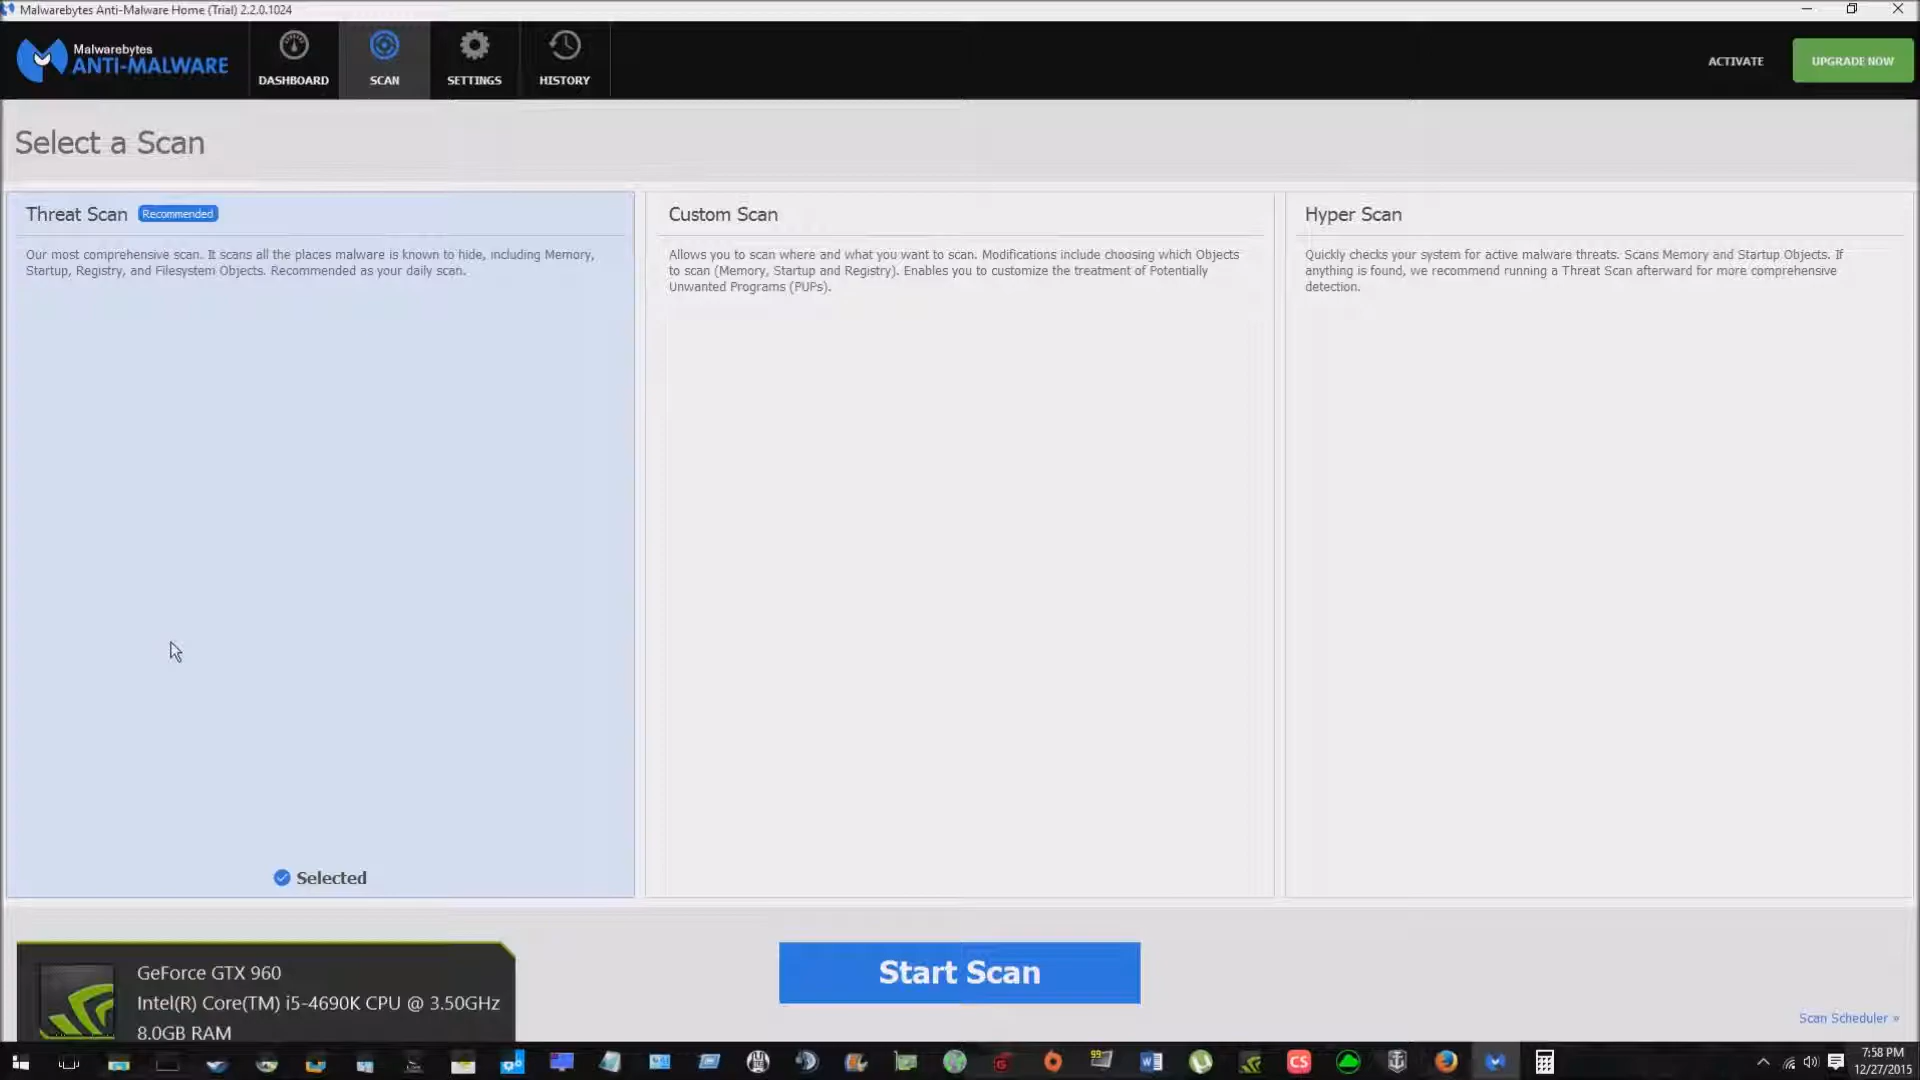 Malwarebytes Anti-Malware Home (Trial) 2.2.0.1024
Malwarebytes
ANTI-MALWARE
DASHBOARD
SCAN
SETTINGS
HISTORY
ACTIVATE
UPGRADE NOW
Select a Scan
Threat Scan Recommended
Our most comprehensive scan. It scans all the places malware is known to hide, including Memory,
Startup, Registry, and Filesystem Objects. Recommended as your daily scan.
Selected
Custom Scan
Allows you to scan where and what you want to scan. Modifications include choosing which Objects
to scan (Memory, Startup and Registry). Enables you to customize the treatment of Potentially
Unwanted Programs (PUPs).
Hyper Scan
Quickly checks your system for active malware threats. Scans Memory and Startup Objects. If
anything is found, we recommend running a Threat Scan afterward for more comprehensive
detection.
GeForce GTX 960
Intel(R) Core(TM) i5-4690K CPU @ 3.50GHz
8.0GB RAM
Start Scan
Scan Scheduler »
99
CS
7:58 PM
12/27/2015